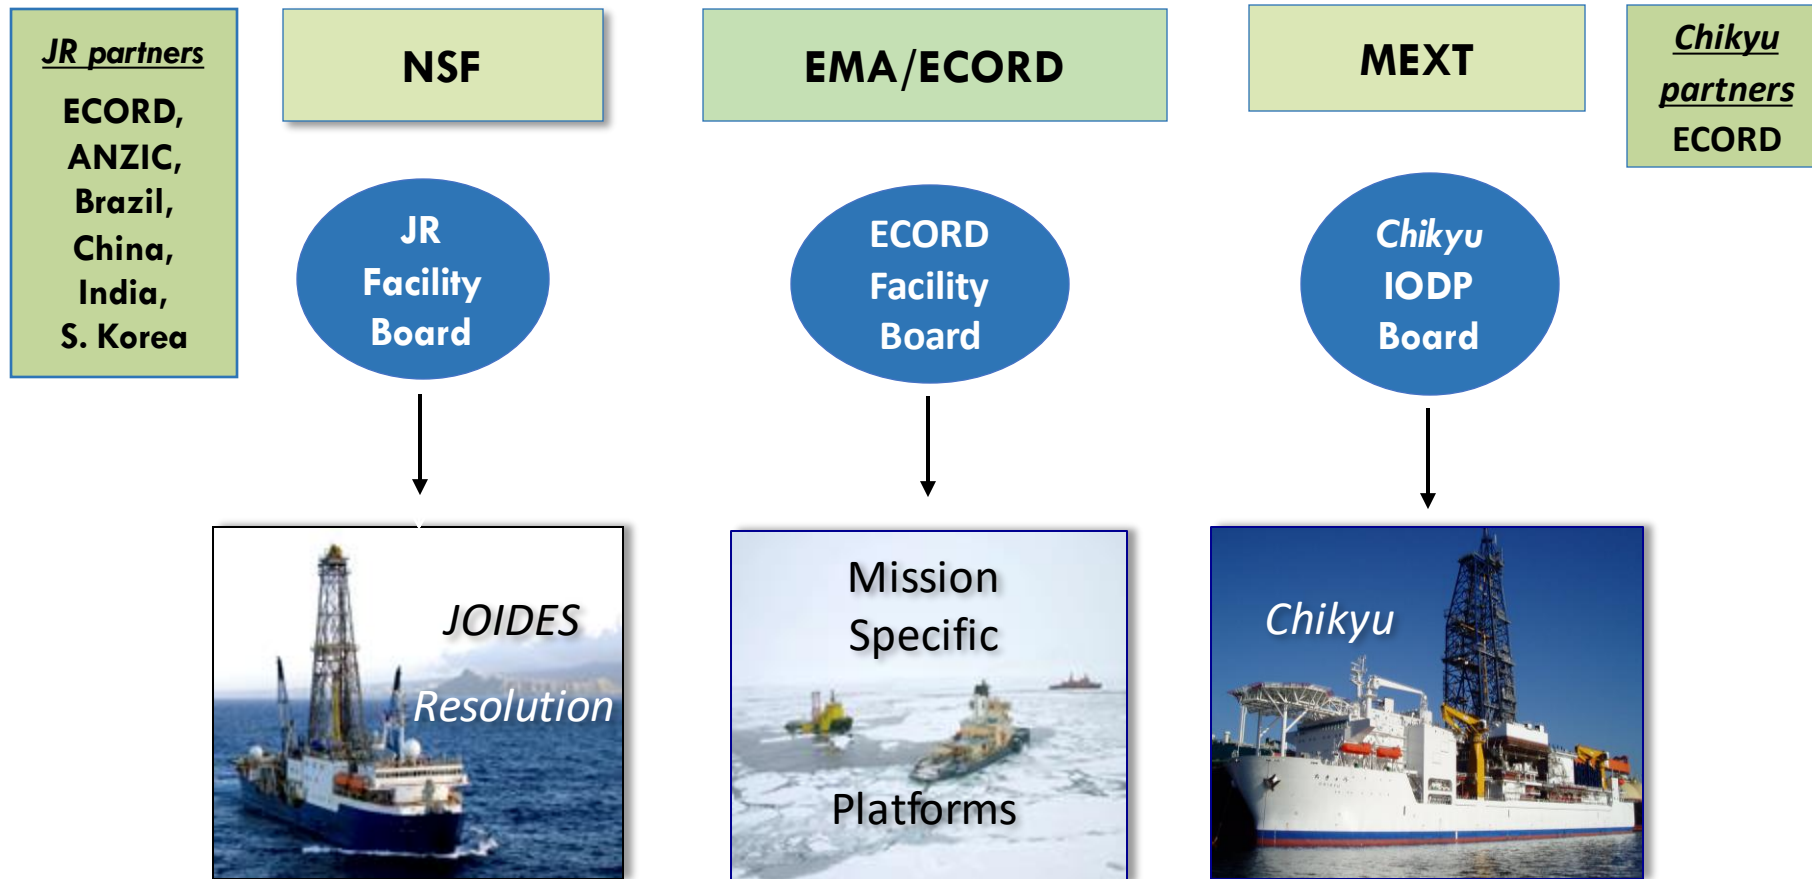 JR partners
ECORD,
ANZIC,
Brazil,
China,
India,
S. Korea
NSF
EMA/ECORD
MEXT
Chikyu
partners
ECORD
JR
Facility
Board
ECORD
Facility
Board
Chikyu
IODP
Board
JOIDES
Resolution
Mission
Specific
Platforms
Chikyu